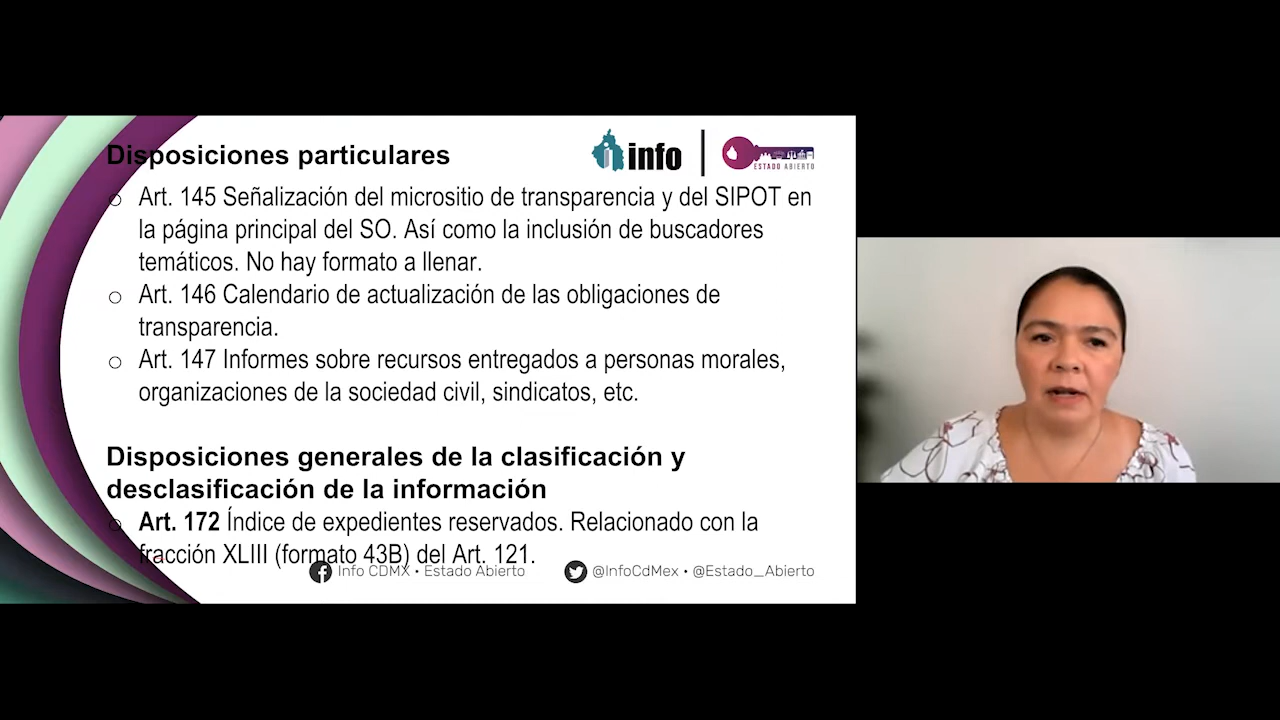 info
ESTADO ABIERTO
Disposiciones particulares
o Art. 145 Señalización del micrositio de transparencia y del SIPOT en
la página principal del SO. Así como la inclusión de buscadores
temáticos. No hay formato a llenar.
o Art. 146 Calendario de actualización de las obligaciones de
transparencia.
o Art. 147 Informes sobre recursos entregados a personas morales,
organizaciones de la sociedad civil, sindicatos, etc.
Disposiciones generales de la clasificación y
desclasificación de la información
o Art. 172 Índice de expedientes reservados. Relacionado con la
fracción XLIII (formato 43B) del Art. 121.
Info CDMX • Estado Abierto
@InfoCdMex • @Estado_Abierto